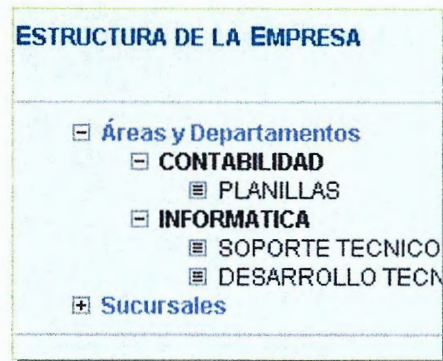 ESTRUCTURA DE LA EMPRESA
Áreas y Departamentos
CONTABILIDAD
PLANILLAS
INFORMATICA
SOPORTE TECNICO
DESARROLLO TECN
Sucursales